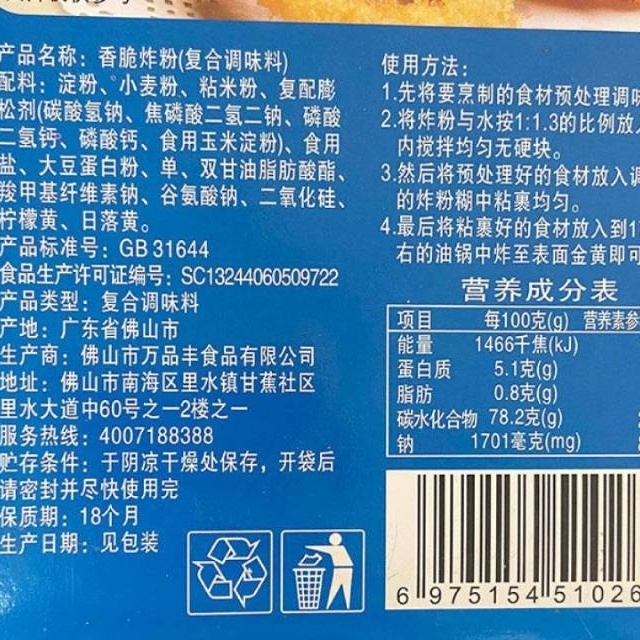 产品名称：香脆炸粉(复合调味料)
配料：淀粉、小麦粉、粘米粉、复配膨
松剂(碳酸氢钠、焦磷酸二氢二钠、磷酸
二氢钙、磷酸钙、食用玉米淀粉)、食用
盐、大豆蛋白粉、单、双甘油脂肪酸酯、
羧甲基纤维素钠、谷氨酸钠、二氧化硅、
柠檬黄、日落黄。
产品标准号：GB 31644
食品生产许可证编号：SC13244060509722
产品类型：复合调味料
产地：广东省佛山市
生产商：佛山市万品丰食品有限公司
地址：佛山市南海区里水镇甘蕉社区
里水大道中60号之一2楼之一
服务热线：4007188388
贮存条件：于阴凉干燥处保存，开袋后
请密封并尽快使用完
保质期：18个月
生产日期：见包装
使用方法：
1.先将要烹制的食材预处理调味
2.将炸粉与水按1:1.3的比例放
内搅拌均匀无硬块。
3.然后将预处理好的食材放入调
的炸粉糊中粘裹均匀。
4.最后将粘裹好的食材放入到1
右的油锅中炸至表面金黄即可
营养成分表
项目 每100克(g) 营养素参
能量 1466千焦(kJ)
蛋白质 5.1克(g)
脂肪 0.8克(g)
碳水化合物 78.2克(g)
钠 1701毫克(mg)
6 975154 51026